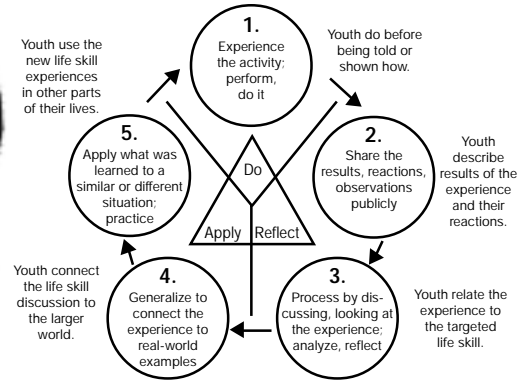 1.
Experience
the activity;
perform,
do it
Youth do before
being told or
shown how.
2.
Share the
results, reactions,
observations
publicly
Youth
describe
results of the
experience
and their
reactions.
3.
Process by dis-
cussing, looking at
the experience;
analyze, reflect
Youth relate the
experience to
the targeted
life skill.
4.
Generalize to
connect the
experience to
real-world
examples
Youth connect
the life skill
discussion to
the larger
world.
5.
Apply what was
learned to a
similar or different
situation;
practice
Youth use the
new life skill
experiences
in other parts
of their lives.
Do
Apply
Reflect